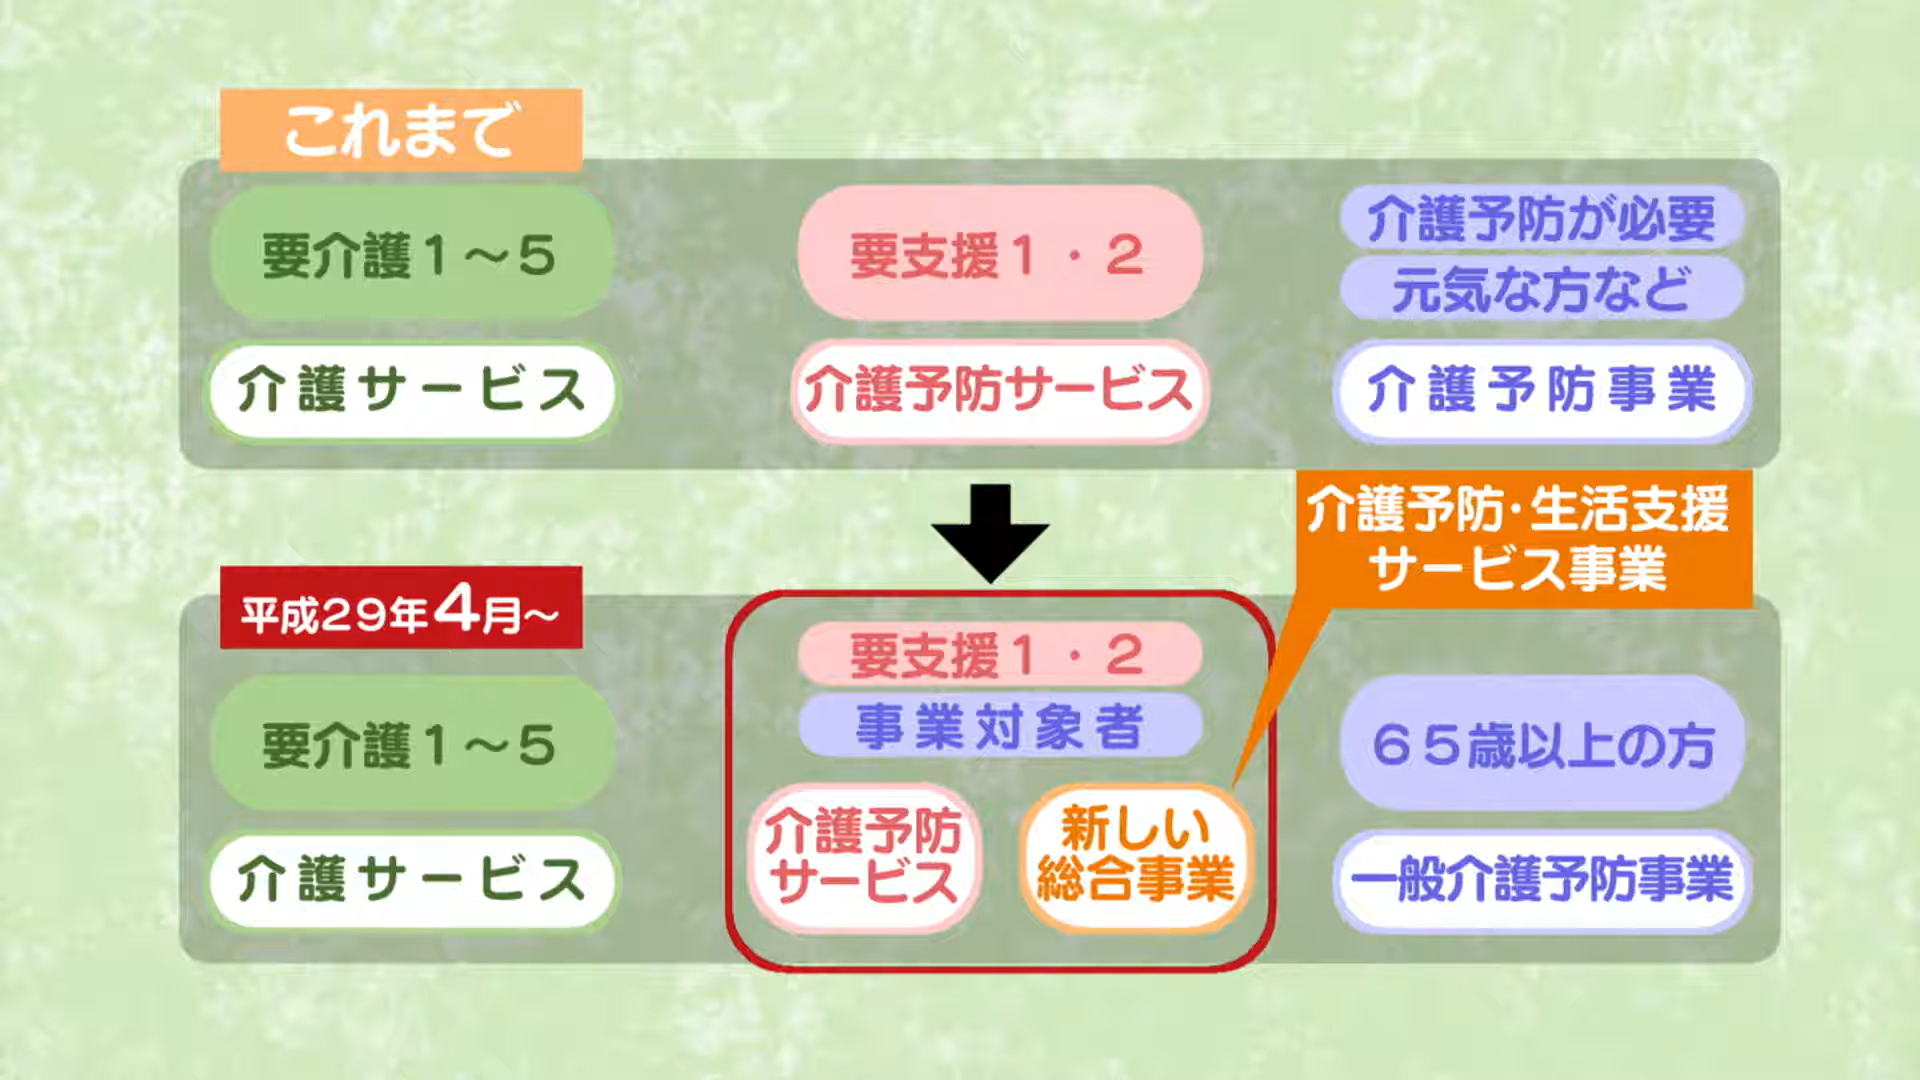 これまで
要介護1～5
介護サービス
要支援1・2
介護予防サービス
介護予防が必要
元気な方など
介護予防事業
介護予防・生活支援
サービス事業
平成29年4月～
要介護1～5
介護サービス
要支援1・2
事業対象者
介護予防
サービス
新しい
総合事業
65歳以上の方
一般介護予防事業